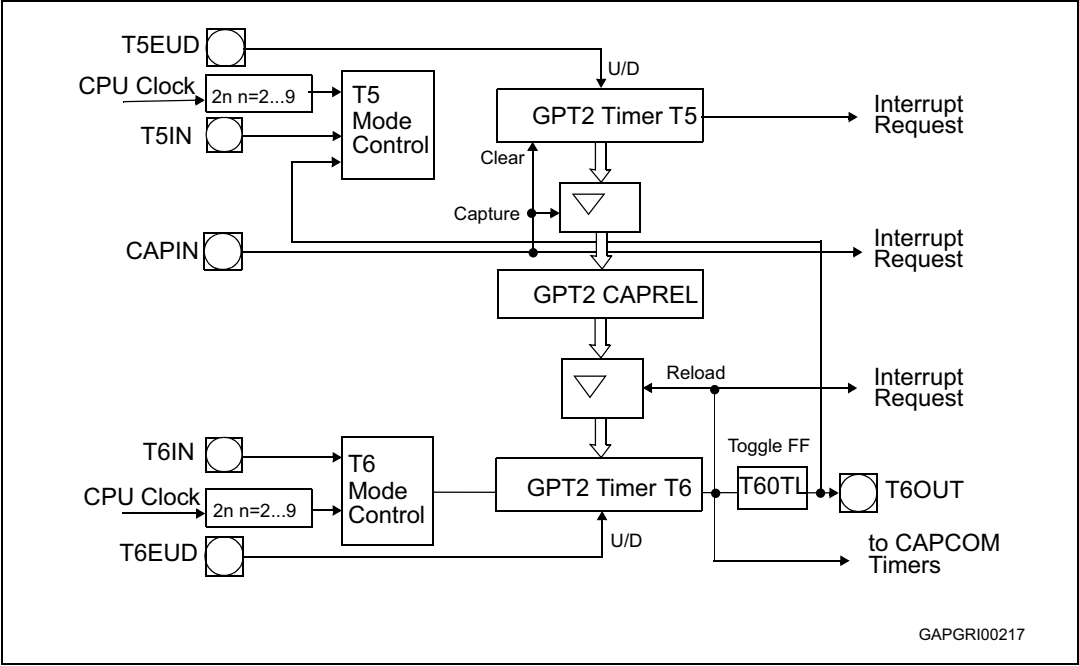 T5EUD
U/D
CPU Clock
2n n=2...9
T5
Mode
Control
GPT2 Timer T5
Interrupt
Request
T5IN
Clear
Capture
CAPIN
Interrupt
Request
GPT2 CAPREL
Reload
Interrupt
Request
T6IN
T6
Mode
Control
Toggle FF
GPT2 Timer T6
T60TL
T6OUT
CPU Clock
2n n=2...9
T6EUD
U/D
to CAPCOM
Timers
GAPGRI00217